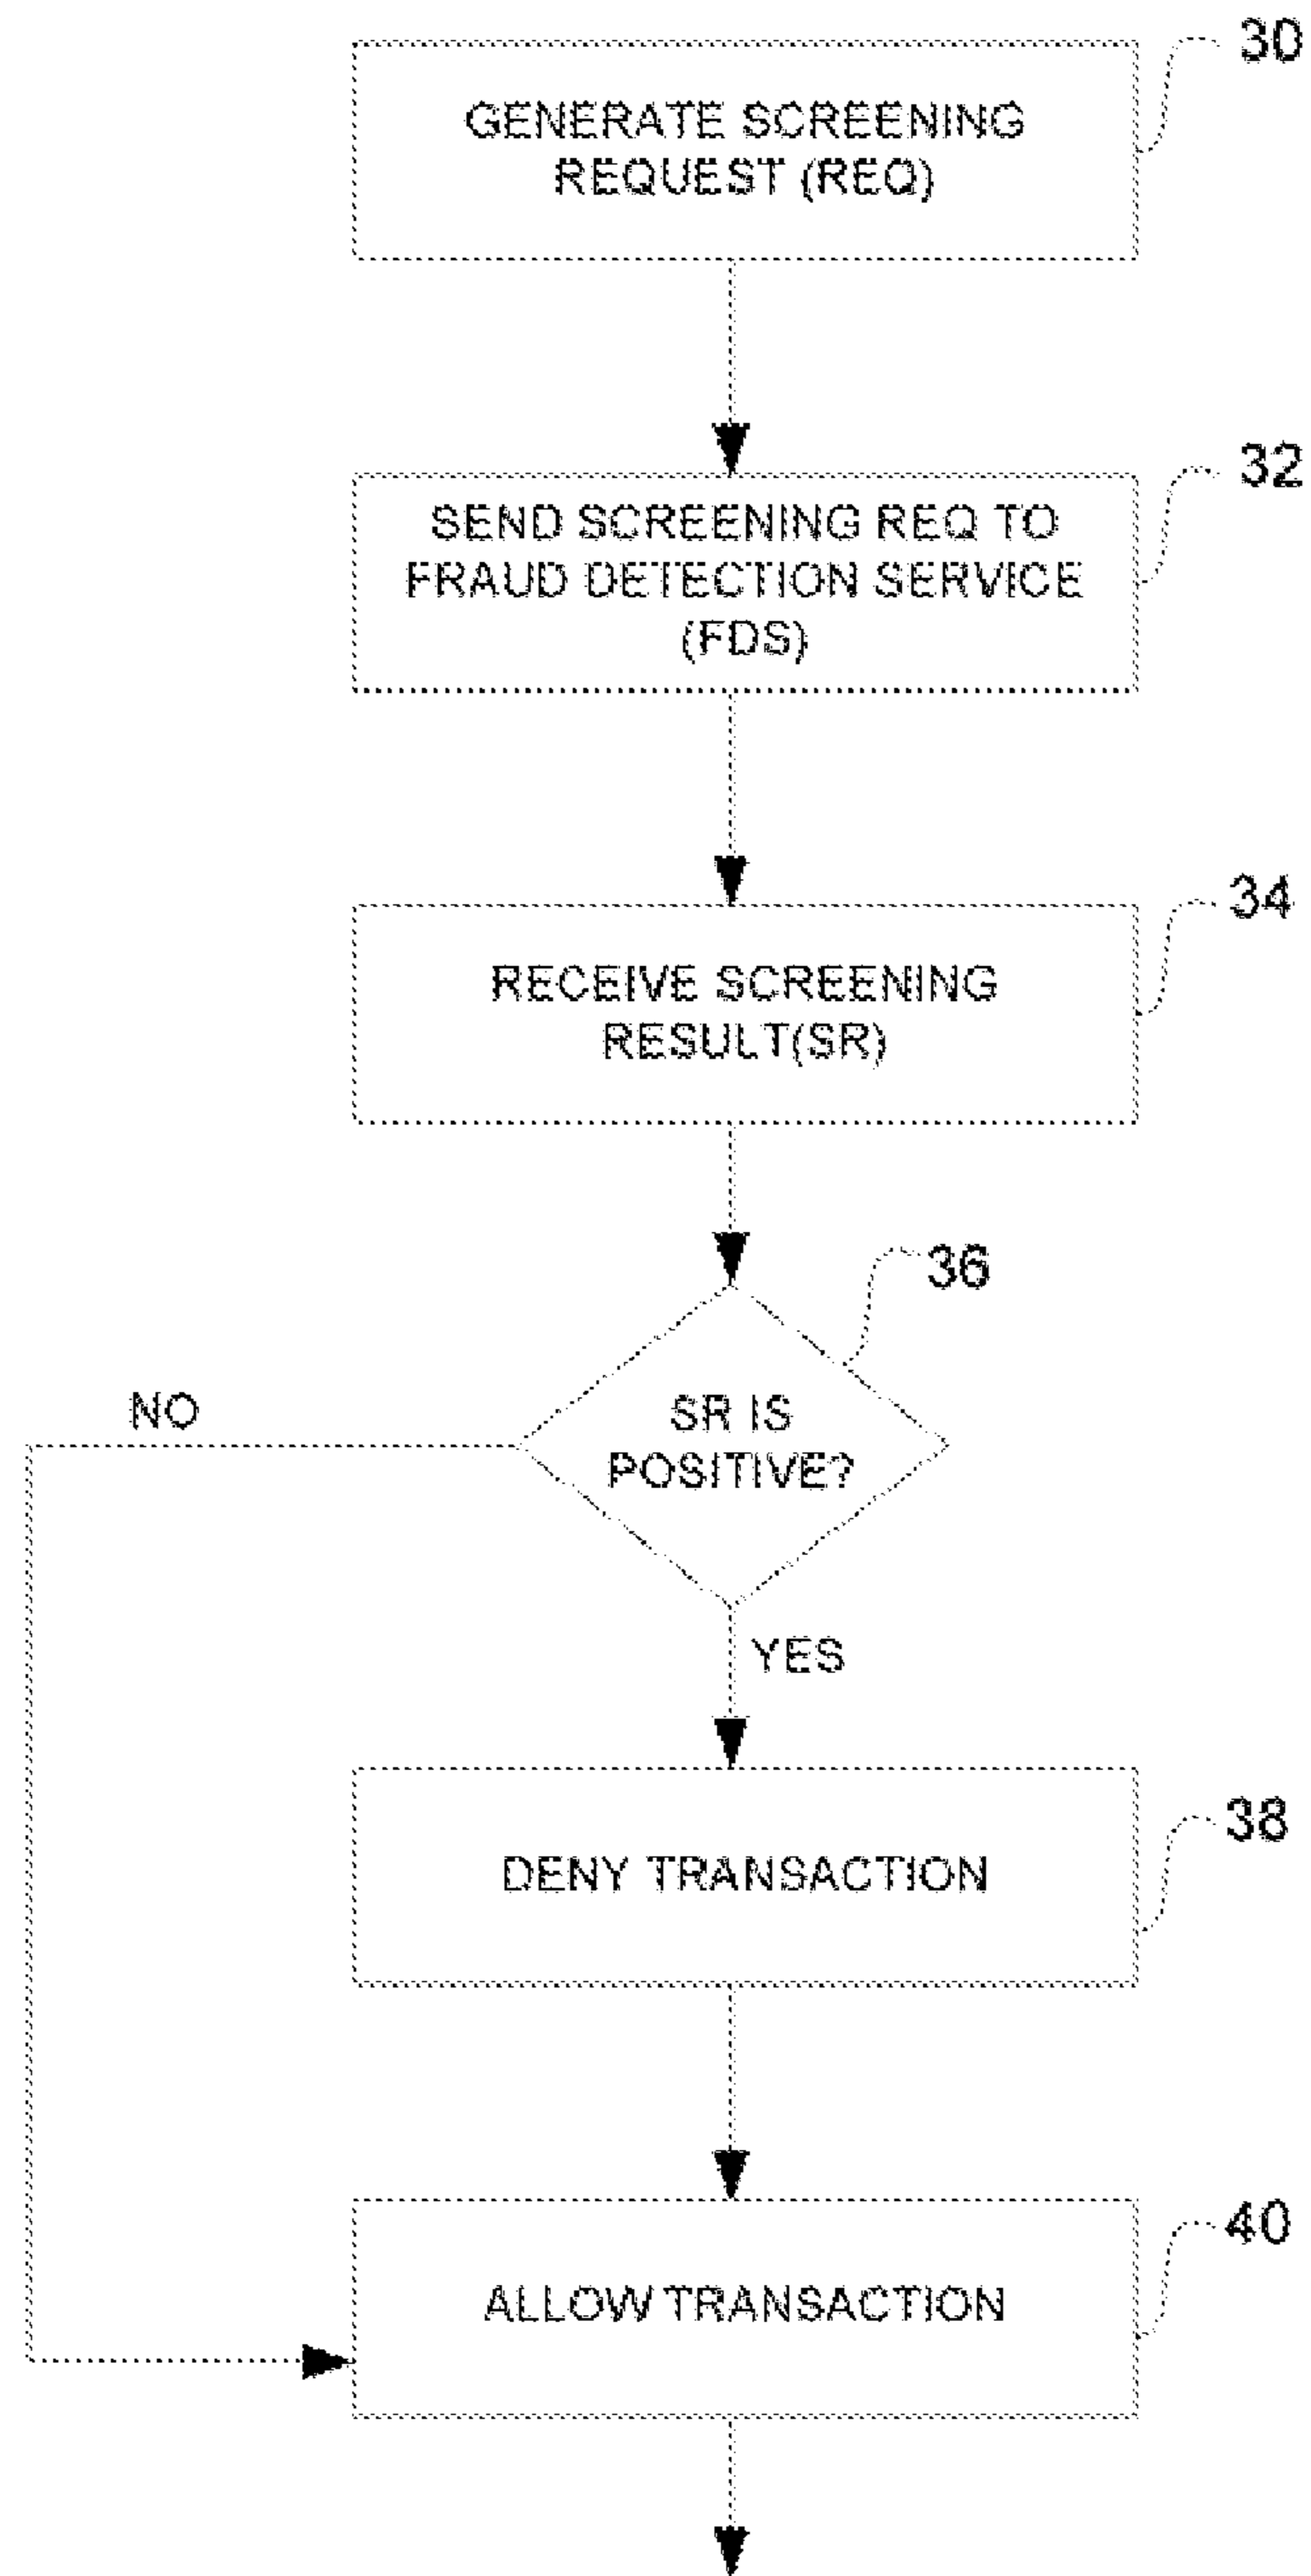 30
GENERATE SCREENING
REQUEST (REQ)
32
SEND SCREENING REQ TO
FRAUD DETECTION SERVICE
(FDS)
34
RECEIVE SCREENING
RESULT(SR)
36
NO
SR IS
POSITIVE?
YES
38
DENY TRANSACTION
40
ALLOW TRANSACTION